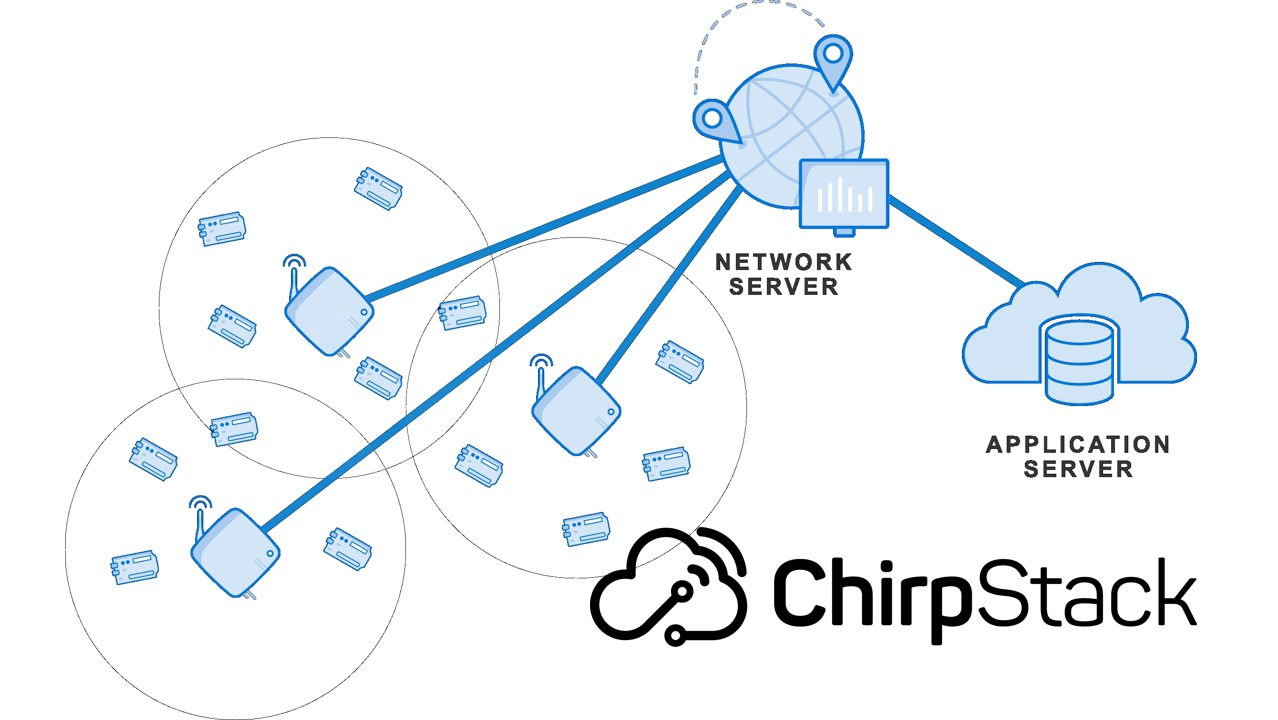 NETWORK
SERVER
APPLICATION
SERVER
ChirpStack